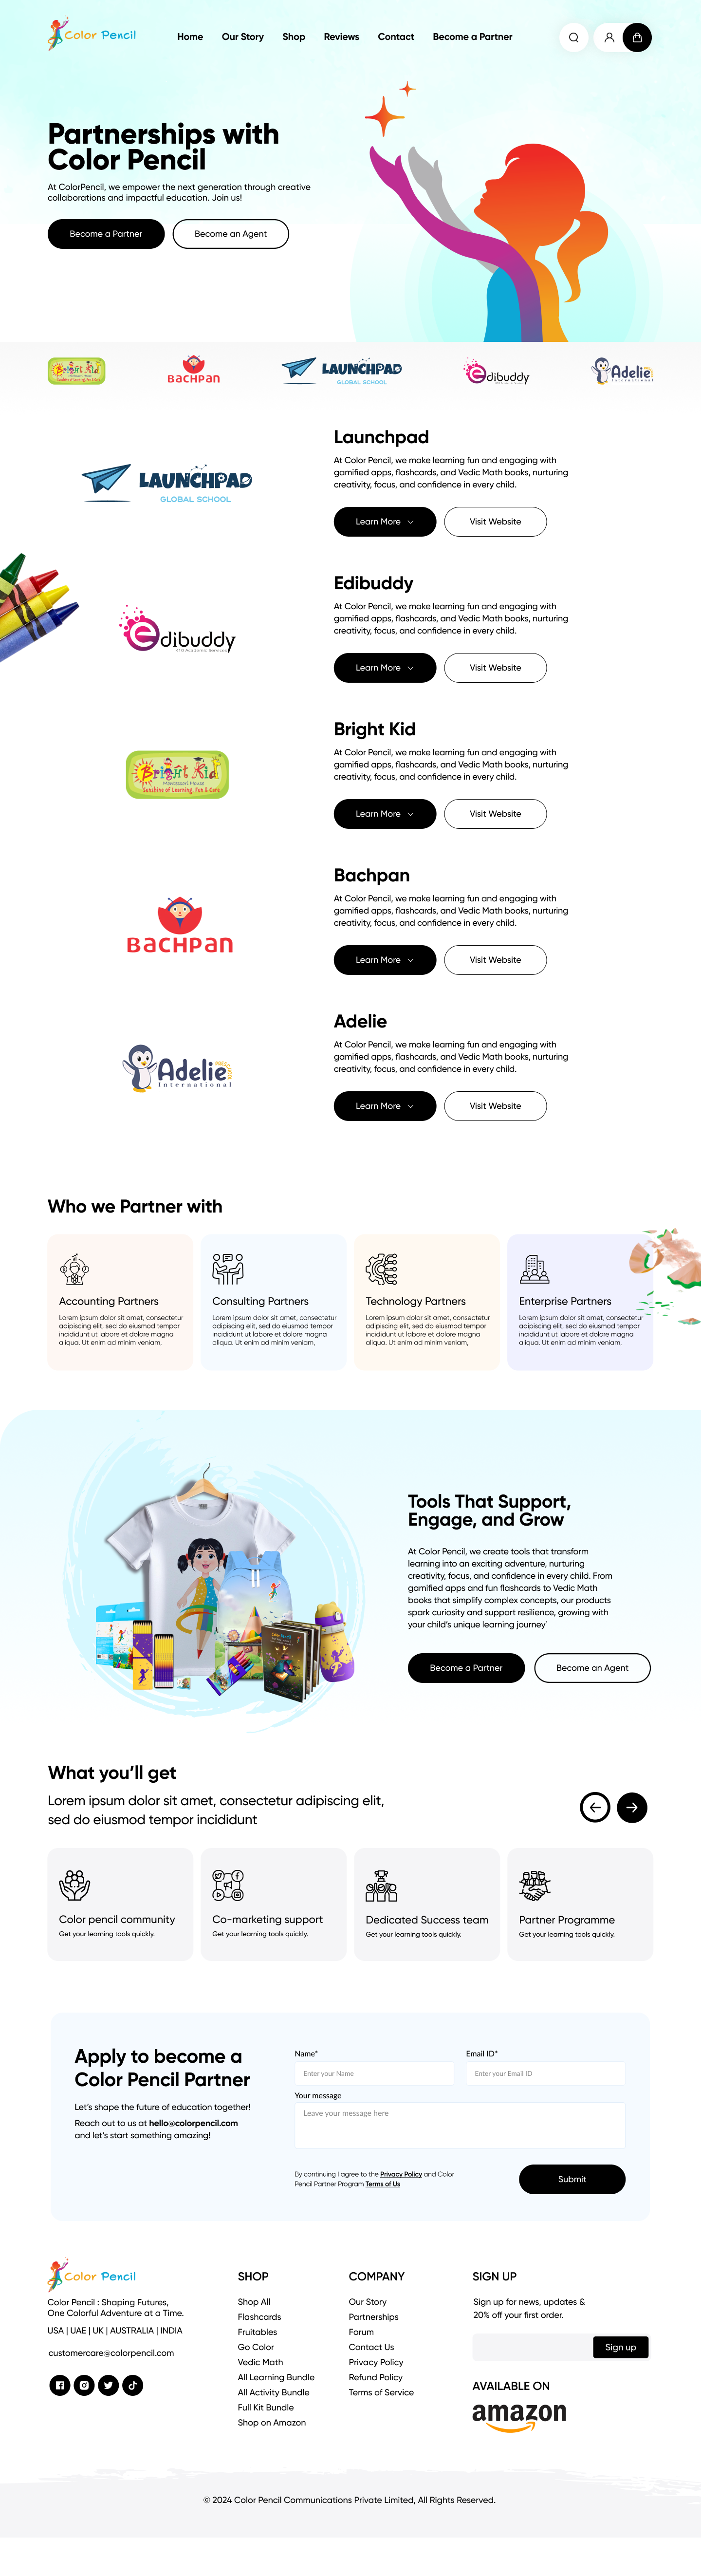 Color Pencil
Home Our Story Shop Reviews Contact Become a Partner
Partnerships with
Color Pencil
At ColorPencil, we empower the next generation through creative
collaborations and impactful education. Join us!
Become a Partner Become an Agent
Bright Kid
BACHPAN
LAUNCHPAD
GLOBAL SCHOOL
Edibuddy
Adelie
International
LAUNCHPAD
GLOBAL SCHOOL
Launchpad
At Color Pencil, we make learning fun and engaging with
gamified apps, flashcards, and Vedic Math books, nurturing
creativity, focus, and confidence in every child.
Learn More Visit Website
Edibuddy
Edibuddy
At Color Pencil, we make learning fun and engaging with
gamified apps, flashcards, and Vedic Math books, nurturing
creativity, focus, and confidence in every child.
Learn More Visit Website
Bright Kid
Montessori House
Sunshine of Learning, Fun & Care
Bright Kid
At Color Pencil, we make learning fun and engaging with
gamified apps, flashcards, and Vedic Math books, nurturing
creativity, focus, and confidence in every child.
Learn More Visit Website
BACHPAN
Bachpan
At Color Pencil, we make learning fun and engaging with
gamified apps, flashcards, and Vedic Math books, nurturing
creativity, focus, and confidence in every child.
Learn More Visit Website
Adelie
International
Adelie
At Color Pencil, we make learning fun and engaging with
gamified apps, flashcards, and Vedic Math books, nurturing
creativity, focus, and confidence in every child.
Learn More Visit Website
Who we Partner with
Accounting Partners
Lorem ipsum dolor sit amet, consectetur
adipiscing elit, sed do eiusmod tempor
incididunt ut labore et dolore magna
aliqua. Ut enim ad minim veniam,
Consulting Partners
Lorem ipsum dolor sit amet, consectetur
adipiscing elit, sed do eiusmod tempor
incididunt ut labore et dolore magna
aliqua. Ut enim ad minim veniam,
Technology Partners
Lorem ipsum dolor sit amet, consectetur
adipiscing elit, sed do eiusmod tempor
incididunt ut labore et dolore magna
aliqua. Ut enim ad minim veniam,
Enterprise Partners
Lorem ipsum dolor sit amet, consectetur
adipiscing elit, sed do eiusmod tempor
incididunt ut labore et dolore magna
aliqua. Ut enim ad minim veniam,
Tools That Support,
Engage, and Grow
At Color Pencil, we create tools that transform
learning into an exciting adventure, nurturing
creativity, focus, and confidence in every child. From
gamified apps and fun flashcards to Vedic Math
books that simplify complex concepts, our products
spark curiosity and support resilience, growing with
your child's unique learning journey'
Become a Partner Become an Agent
What you'll get
Lorem ipsum dolor sit amet, consectetur adipiscing elit,
sed do eiusmod tempor incididunt
Color pencil community
Get your learning tools quickly.
Co-marketing support
Get your learning tools quickly.
Dedicated Success team
Get your learning tools quickly.
Partner Programme
Get your learning tools quickly.
Apply to become a
Color Pencil Partner
Let's shape the future of education together!
Reach out to us at hello@colorpencil.com
and let's start something amazing!
Name* Email ID*
Enter your Name Enter your Email ID
Your message
Leave your message here
By continuing I agree to the Privacy Policy and Color
Pencil Partner Program Terms of Us
Submit
Color Pencil
Color Pencil : Shaping Futures,
One Colorful Adventure at a Time.
USA | UAE | UK | AUSTRALIA | INDIA
customercare@colorpencil.com
SHOP
Shop All
Flashcards
Fruitables
Go Color
Vedic Math
All Learning Bundle
All Activity Bundle
Full Kit Bundle
Shop on Amazon
COMPANY
Our Story
Partnerships
Forum
Contact Us
Privacy Policy
Refund Policy
Terms of Service
SIGN UP
Sign up for news, updates &
20% off your first order.
Sign up
AVAILABLE ON
amazon
© 2024 Color Pencil Communications Private Limited, All Rights Reserved.